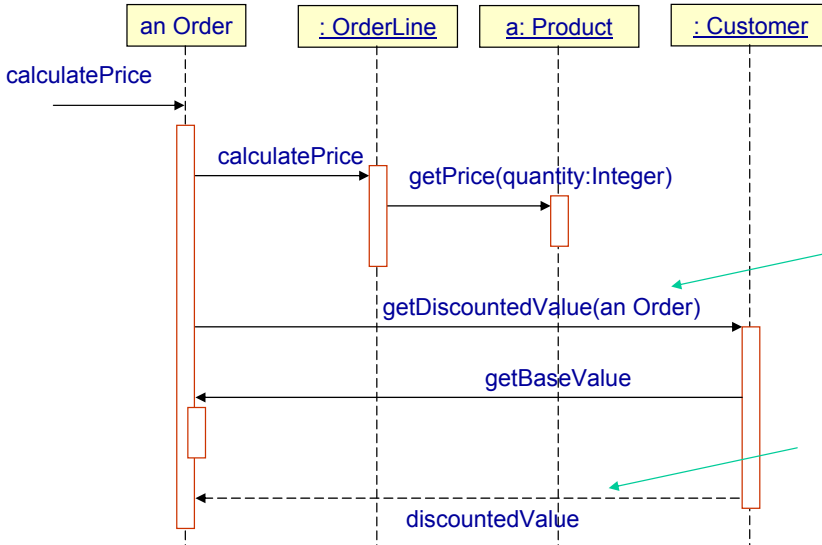 an Order
: OrderLine
a: Product
: Customer
calculatePrice
calculatePrice
getPrice(quantity:Integer)
getDiscountedValue(an Order)
getBaseValue
discountedValue